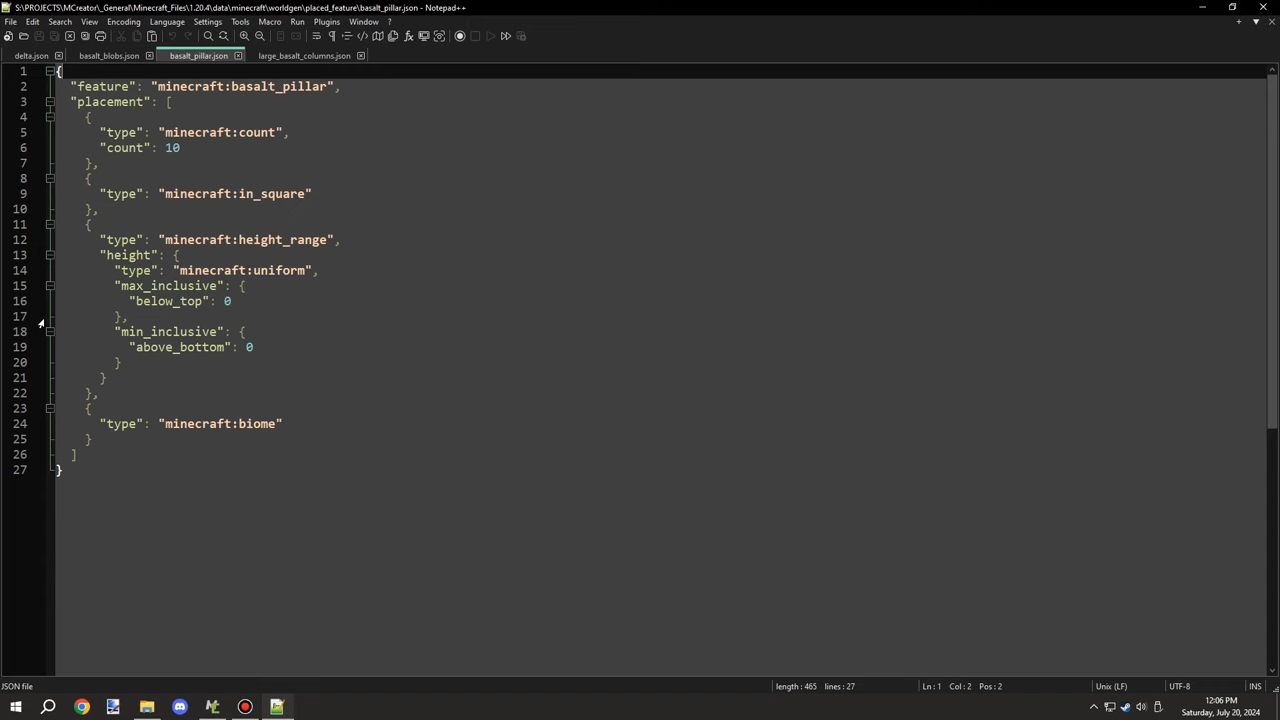 S:\PROJECTS\MCreator\_General\Minecraft_Files\1.20.4\data\minecraft\worldgen\placed_feature\basalt_pillar.json - Notepad++
File Edit Search View Encoding Language Settings Tools Macro Run Plugins Window ?
delta.json basalt_blobs.json basalt_pillar.json large_basalt_columns.json
1 {
2 "feature": "minecraft:basalt_pillar",
3 "placement": [
4 {
5 "type": "minecraft:count",
6 "count": 10
7 },
8 {
9 "type": "minecraft:in_square"
10 },
11 {
12 "type": "minecraft:height_range",
13 "height": {
14 "type": "minecraft:uniform",
15 "max_inclusive": {
16 "below_top": 0
17 },
18 "min_inclusive": {
19 "above_bottom": 0
20 }
21 }
22 },
23 {
24 "type": "minecraft:biome"
25 }
26 ]
27 }
JSON file length : 465 lines : 27 Ln : 1 Col : 2 Pos : 2 Unix (LF) UTF-8 INS
12:06 PM
Saturday, July 20, 2024